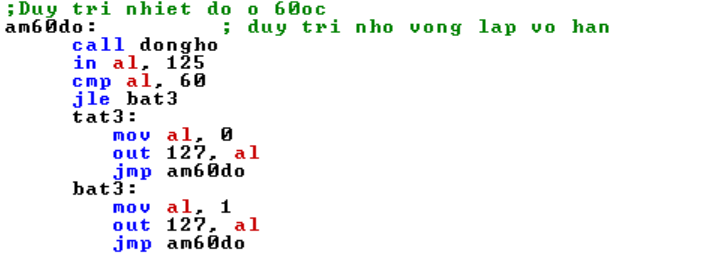 ;Duy tri nhiet do o 60oc
am60do: ; duy tri nho vong lap vo han
call dongho
in al, 125
cmp al, 60
jle bat3
tat3:
mov al, 0
out 127, al
jmp am60do
bat3:
mov al, 1
out 127, al
jmp am60do